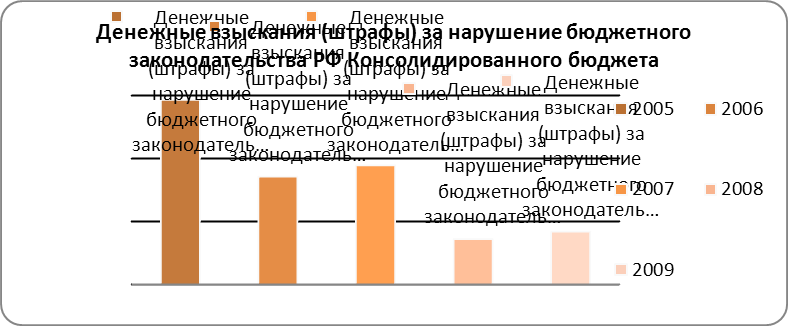 Денежные взыскания (штрафы) за нарушение бюджетного
законодательства РФ Консолидированного бюджета
Денежные
взыскания
(штрафы) за
нарушение
бюджетного
законодатель...
Денежные
взыскания
(штрафы) за
нарушение
бюджетного
законодатель...
Денежные
взыскания
(штрафы) за
нарушение
бюджетного
законодатель...
Денежные
взыскания
(штрафы) за
нарушение
бюджетного
законодатель...
Денежные
взыскания
(штрафы) за
нарушение
бюджетного
законодатель...
2005
2006
2007
2008
2009